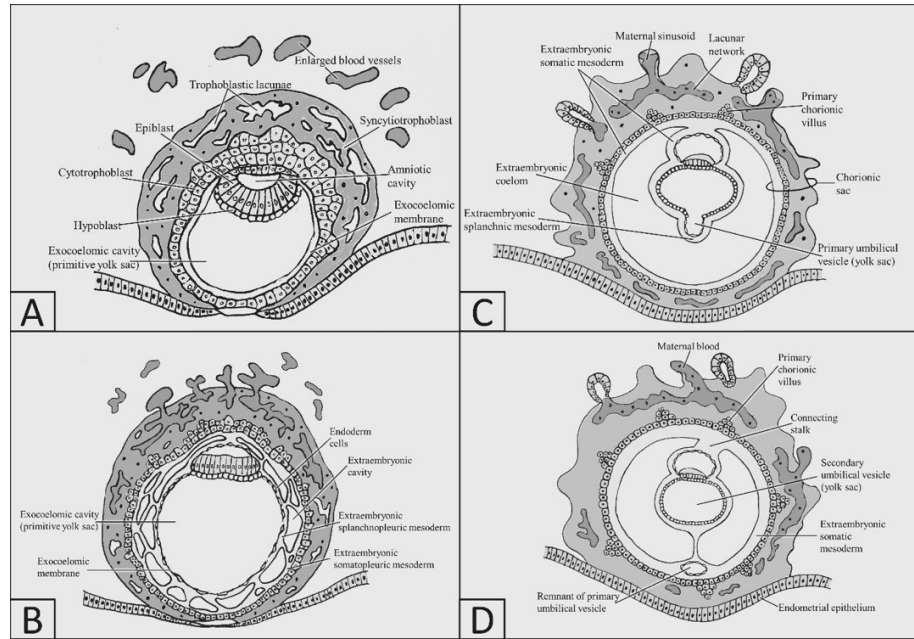 A
Enlarged blood vessels
Trophoblastic lacunae
Syncytiotrophoblast
Epiblast
Cytotrophoblast
Amniotic
cavity
Hypoblast
Exocoelomic
membrane
Exocoelomic cavity
(primitive yolk sac)
B
Endoderm
cells
Extraembryonic
cavity
Exocoelomic cavity
(primitive yolk sac)
Extraembryonic
splanchnopleuric mesoderm
Exocoelomic
membrane
Extraembryonic
somatopleuric mesoderm
C
Maternal sinusoid
Lacunar
network
Extraembryonic
somatic mesoderm
Primary
chorionic
villus
Extraembryonic
coelom
Chorionic
sac
Extraembryonic
splanchnic mesoderm
Primary umbilical
vesicle (yolk sac)
D
Maternal blood
Primary
chorionic
villus
Connecting
stalk
Secondary
umbilical vesicle
(yolk sac)
Extraembryonic
somatic
mesoderm
Remnant of primary
umbilical vesicle
Endometrial epithelium